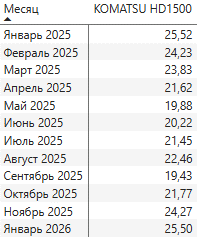 Месяц KOMATSU HD1500
Январь 2025 25,52
Февраль 2025 24,23
Март 2025 23,83
Апрель 2025 21,62
Май 2025 19,88
Июнь 2025 20,22
Июль 2025 21,45
Август 2025 22,46
Сентябрь 2025 19,43
Октябрь 2025 21,77
Ноябрь 2025 24,27
Январь 2026 25,50